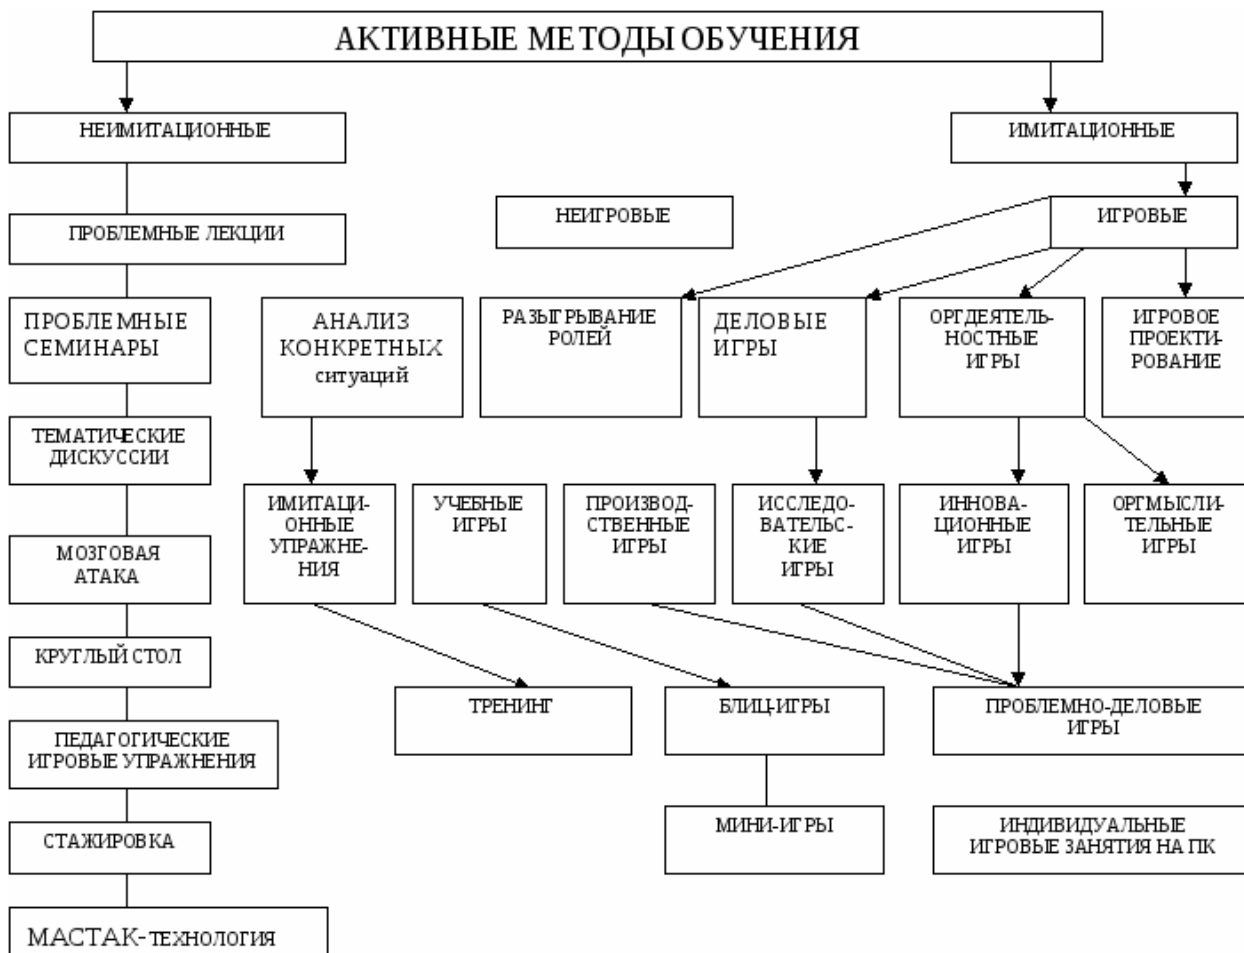 АКТИВНЫЕ МЕТОДЫ ОБУЧЕНИЯ
НЕИМИТАЦИОННЫЕ
ИМИТАЦИОННЫЕ
НЕИГРОВЫЕ
ИГРОВЫЕ
ПРОБЛЕМНЫЕ ЛЕКЦИИ
ПРОБЛЕМНЫЕ
СЕМИНАРЫ
АНАЛИЗ
КОНКРЕТНЫХ
ситуаций
РАЗЫГРЫВАНИЕ
РОЛЕЙ
ДЕЛОВЫЕ
ИГРЫ
ОРГДЕЯТЕЛЬ-
НОСТНЫЕ
ИГРЫ
ИГРОВОЕ
ПРОЕКТИ-
РОВАНИЕ
ТЕМАТИЧЕСКИЕ
ДИСКУССИИ
ИМИТАЦИ-
ОННЫЕ
УПРАЖНЕ-
НИЯ
УЧЕБНЫЕ
ИГРЫ
ПРОИЗВОД-
СТВЕННЫЕ
ИГРЫ
ИССЛЕДО-
ВАТЕЛЬС-
КИЕ
ИГРЫ
ИННОВА-
ЦИОННЫЕ
ИГРЫ
ОРГМЫСЛИ-
ТЕЛЬНЫЕ
ИГРЫ
МОЗГОВАЯ
АТАКА
КРУГЛЫЙ СТОЛ
ТРЕНИНГ
БЛИЦ-ИГРЫ
ПРОБЛЕМНО-ДЕЛОВЫЕ
ИГРЫ
ПЕДАГОГИЧЕСКИЕ
ИГРОВЫЕ УПРАЖНЕНИЯ
СТАЖИРОВКА
МИНИ-ИГРЫ
ИНДИВИДУАЛЬНЫЕ
ИГРОВЫЕ ЗАНЯТИЯ НА ПК
МАСТАК-ТЕХНОЛОГИЯ